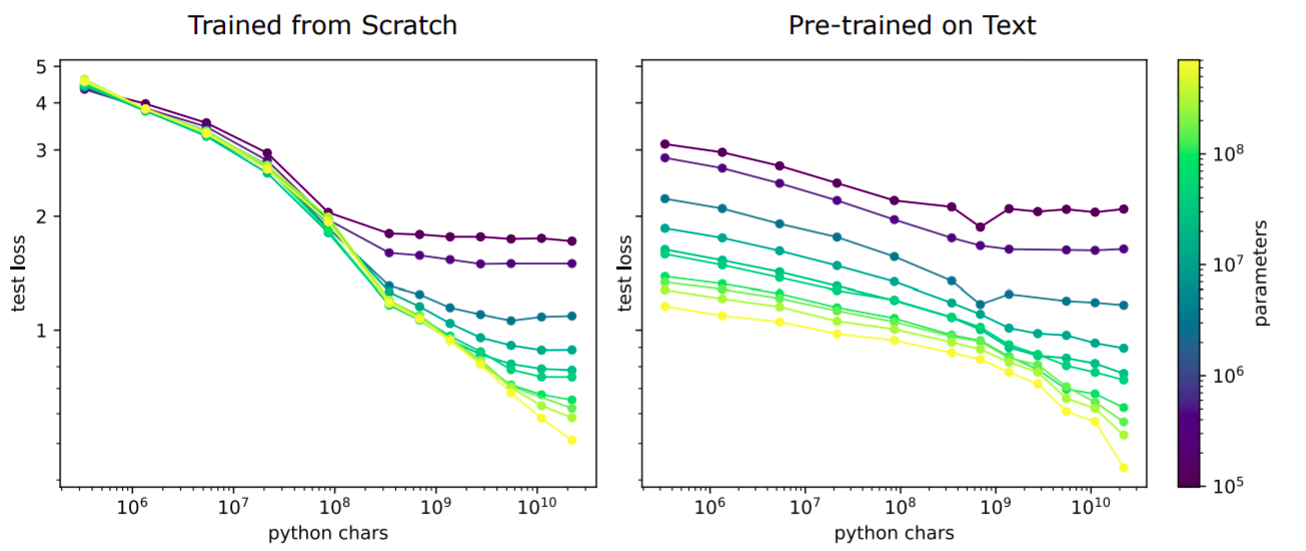 Trained from Scratch
Pre-trained on Text
5
4
3
2
1
test loss
10^6 10^7 10^8 10^9 10^10
python chars
test loss
10^6 10^7 10^8 10^9 10^10
python chars
10^8
10^7
10^6
10^5
parameters